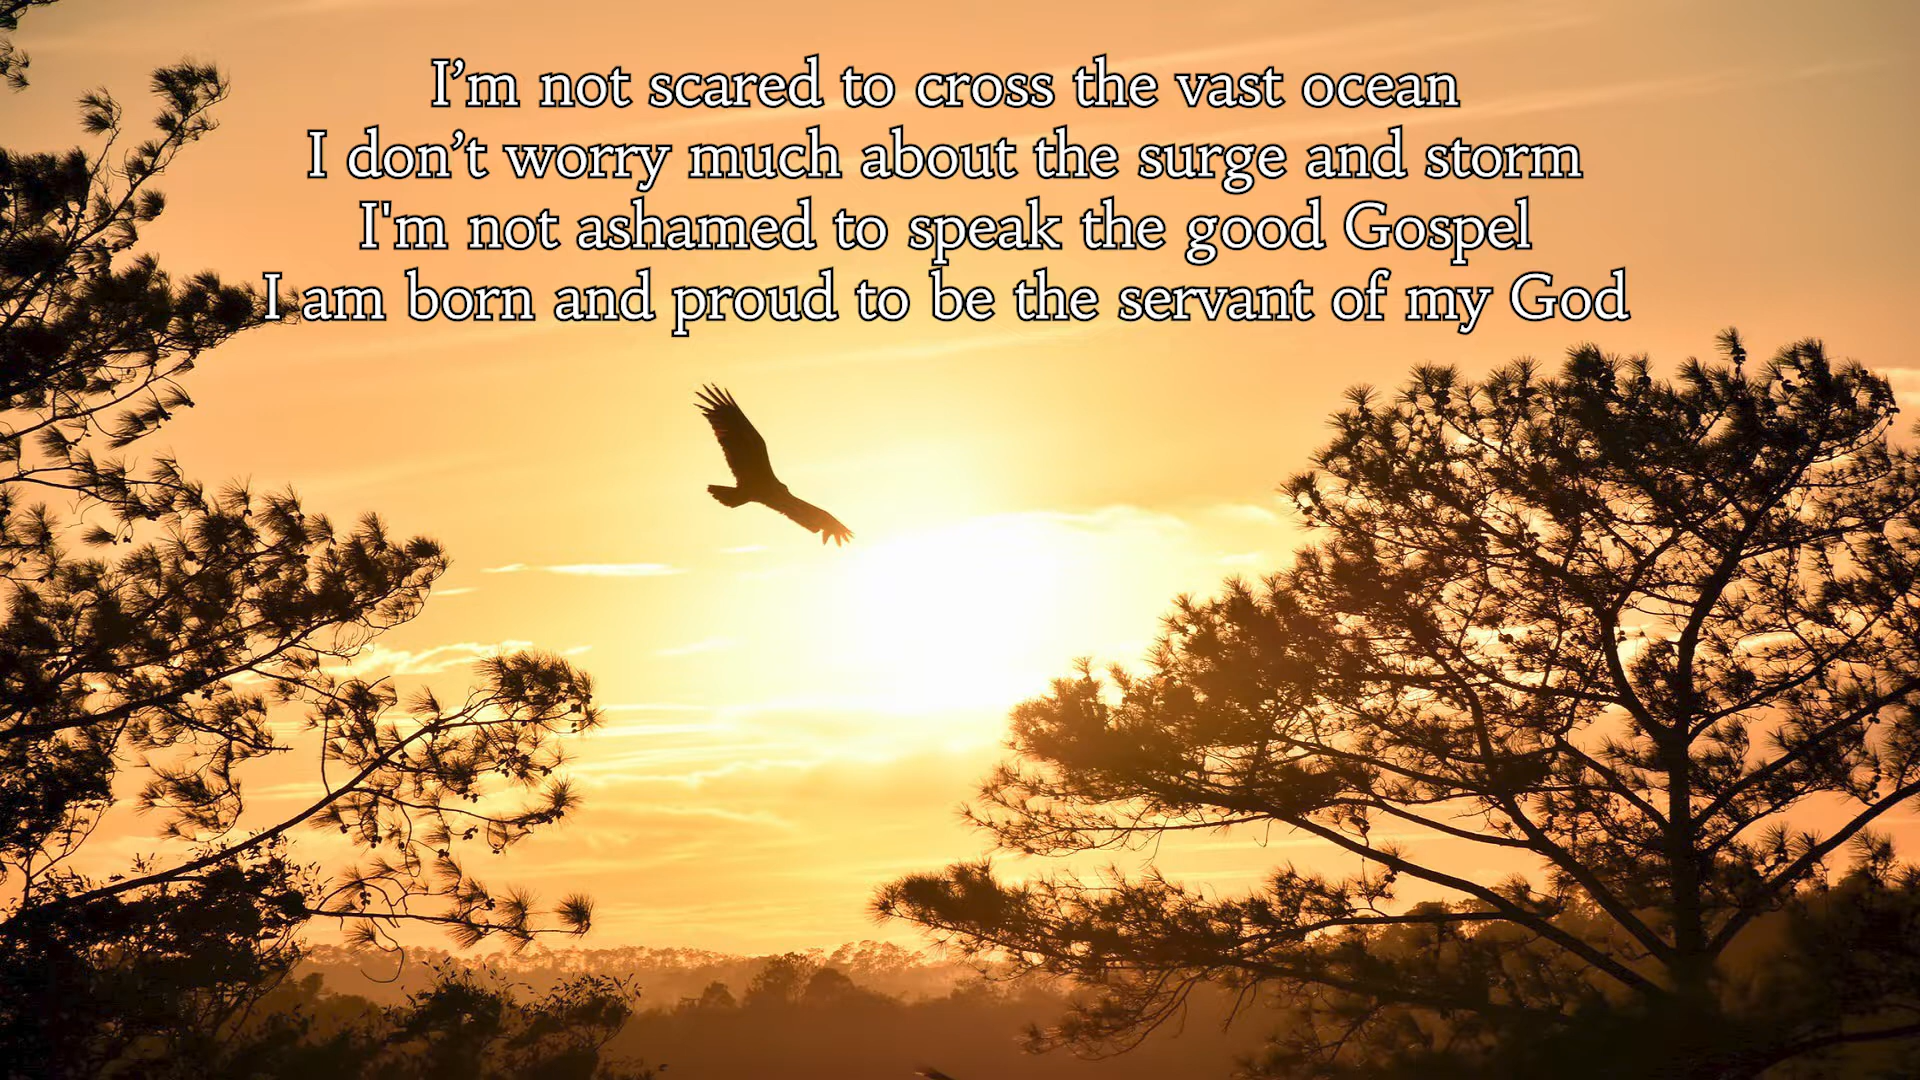 I’m not scared to cross the vast ocean
I don’t worry much about the surge and storm
I'm not ashamed to speak the good Gospel
I am born and proud to be the servant of my God